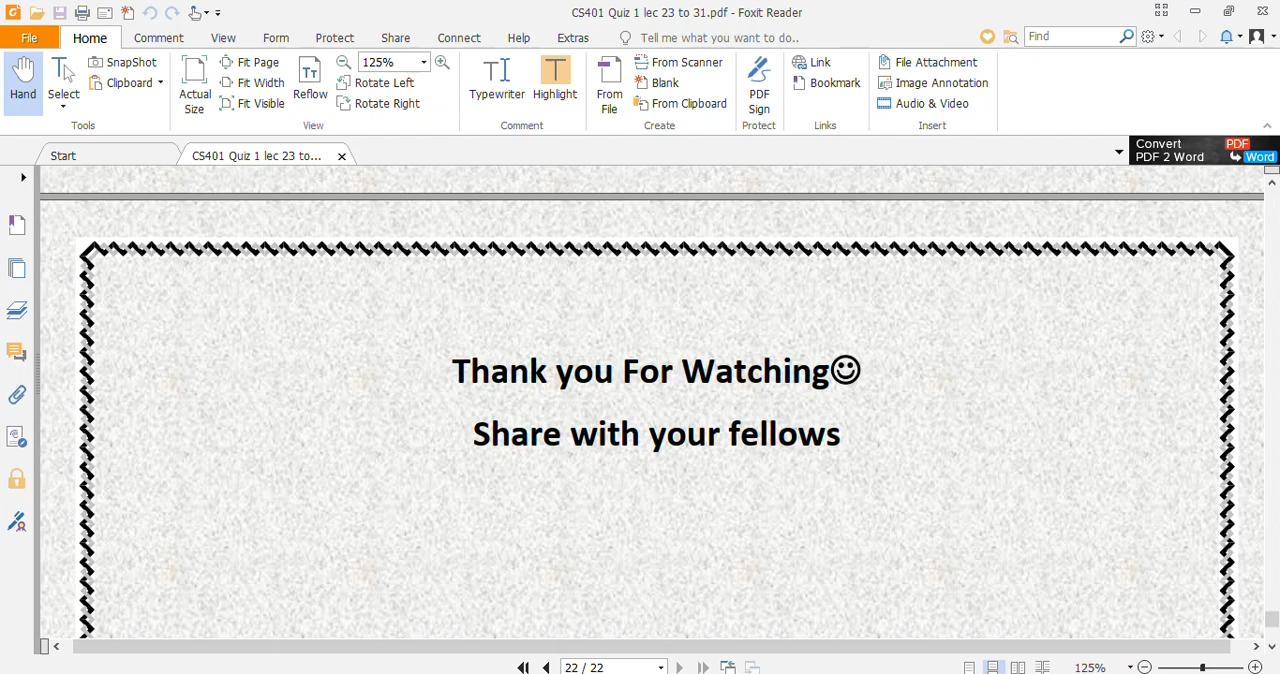 CS401 Quiz 1 lec 23 to 31.pdf - Foxit Reader
File Home Comment View Form Protect Share Connect Help Extras Tell me what you want to do.. Find
Hand
Select
SnapShot
Clipboard
Tools
Actual Size
Fit Page
Fit Width
Fit Visible
Reflow
125%
Rotate Left
Rotate Right
View
Typewriter
Highlight
Comment
From File
From Scanner
Blank
From Clipboard
Create
PDF Sign
Protect
Link
Bookmark
Links
File Attachment
Image Annotation
Audio & Video
Insert
Start
CS401 Quiz 1 lec 23 to...
Convert PDF
PDF 2 Word Word
Thank you For Watching☺
Share with your fellows
22 / 22
125%